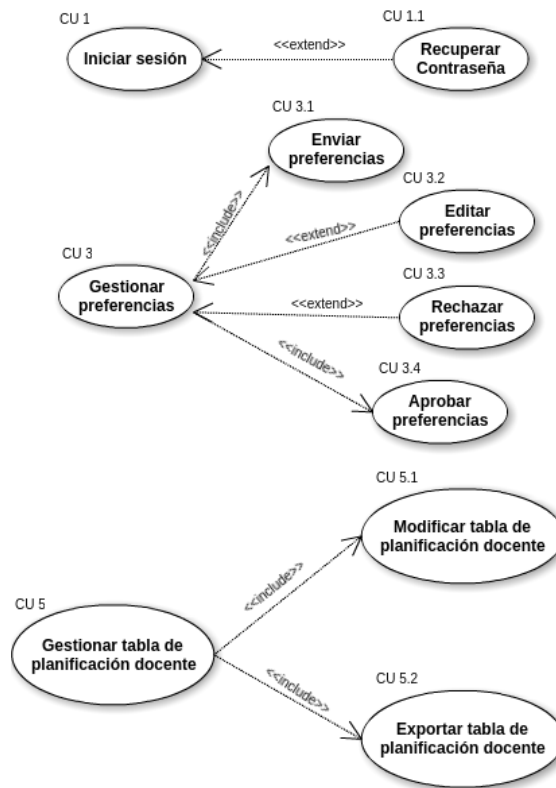 CU 1
CU 1.1
Iniciar sesión
<<extend>>
Recuperar
Contraseña
CU 3.1
Enviar
preferencias
<<include>>
CU 3.2
Editar
preferencias
<<extend>>
CU 3
Gestionar
preferencias
CU 3.3
Rechazar
preferencias
<<extend>>
<<include>>
CU 3.4
Aprobar
preferencias
CU 5.1
Modificar tabla de
planificación docente
<<include>>
CU 5
Gestionar tabla de
planificación docente
<<include>>
CU 5.2
Exportar tabla de
planificación docente